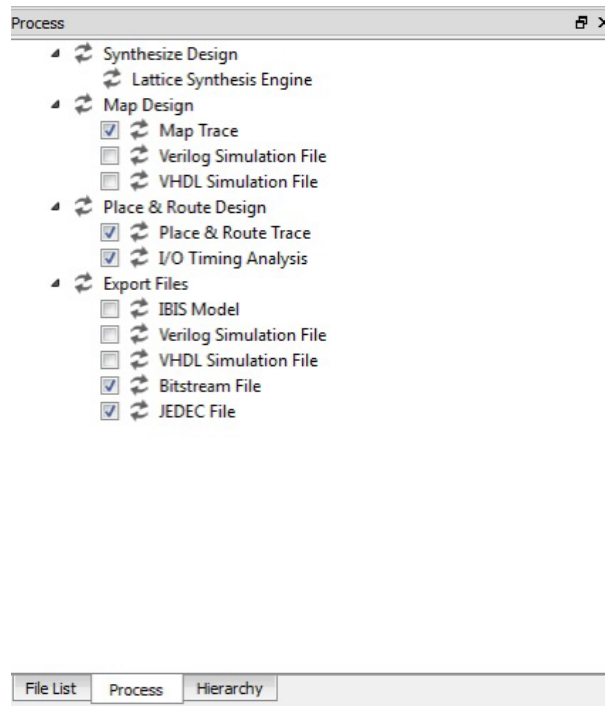 Process
Synthesize Design
Lattice Synthesis Engine
Map Design
Map Trace
Verilog Simulation File
VHDL Simulation File
Place & Route Design
Place & Route Trace
I/O Timing Analysis
Export Files
IBIS Model
Verilog Simulation File
VHDL Simulation File
Bitstream File
JEDEC File
File List Process Hierarchy